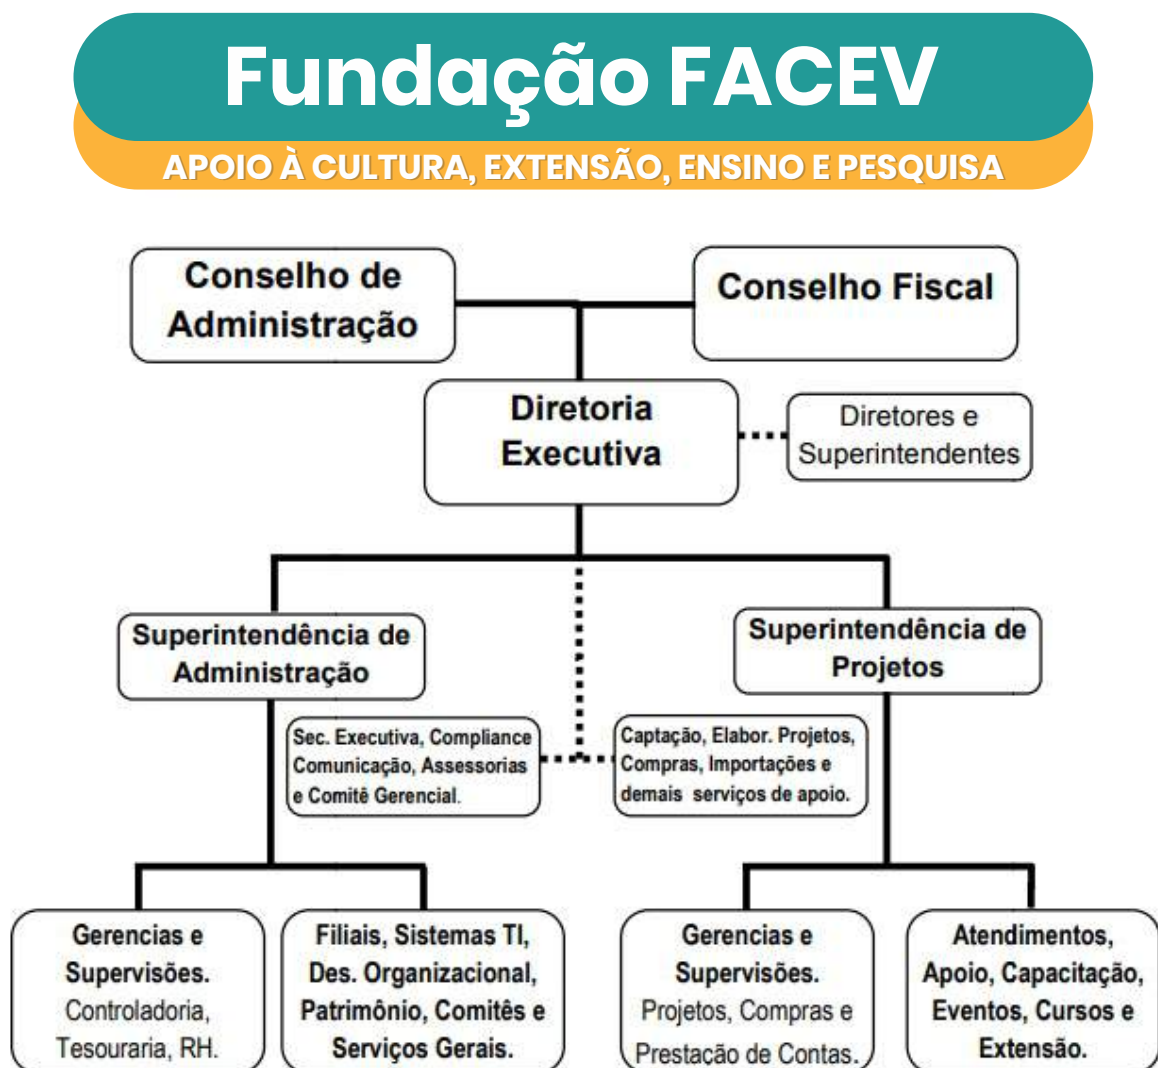 Fundação FACEV
APOIO À CULTURA, EXTENSÃO, ENSINO E PESQUISA
Conselho de
Administração
Conselho Fiscal
Diretoria
Executiva
Diretores e
Superintendentes
Superintendência de
Administração
Superintendência de
Projetos
Sec. Executiva, Compliance
Comunicação, Assessorias
e Comitê Gerencial.
Captação, Elabor. Projetos,
Compras, Importações e
demais serviços de apoio.
Gerencias e
Supervisões.
Controladoria,
Tesouraria, RH.
Filiais, Sistemas TI,
Des. Organizacional,
Patrimônio, Comitês e
Serviços Gerais.
Gerencias e
Supervisões.
Projetos, Compras e
Prestação de Contas.
Atendimentos,
Apoio, Capacitação,
Eventos, Cursos e
Extensão.